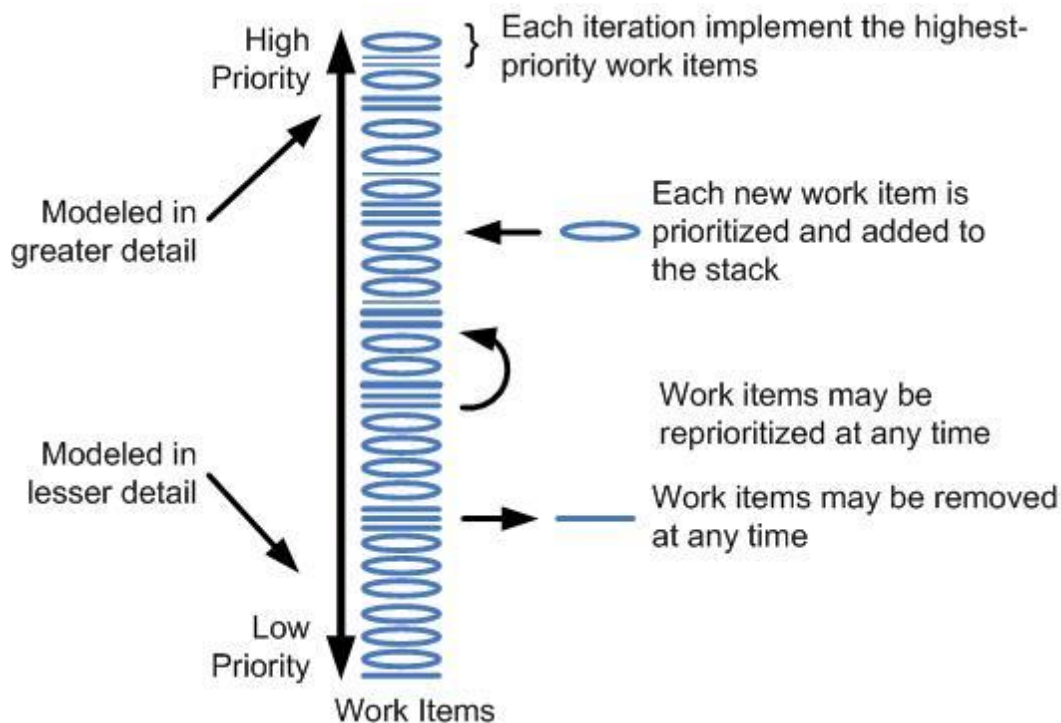 High
Priority
Each iteration implement the highest-
priority work items
Modeled in
greater detail
Each new work item is
prioritized and added to
the stack
Work items may be
reprioritized at any time
Modeled in
lesser detail
Work items may be removed
at any time
Low
Priority
Work Items